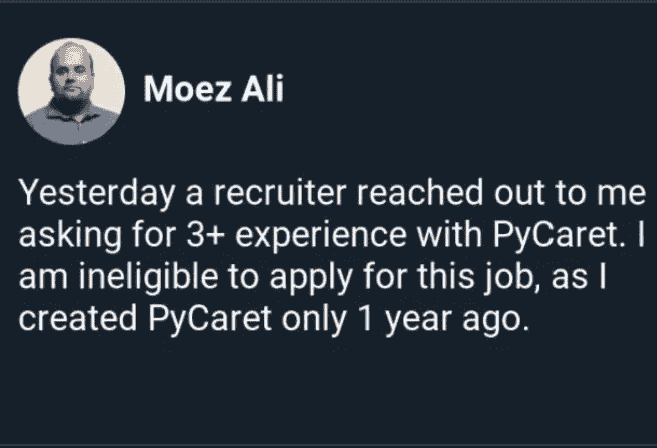 Moez Ali
Yesterday a recruiter reached out to me
asking for 3+ experience with PyCaret. I
am ineligible to apply for this job, as I
created PyCaret only 1 year ago.